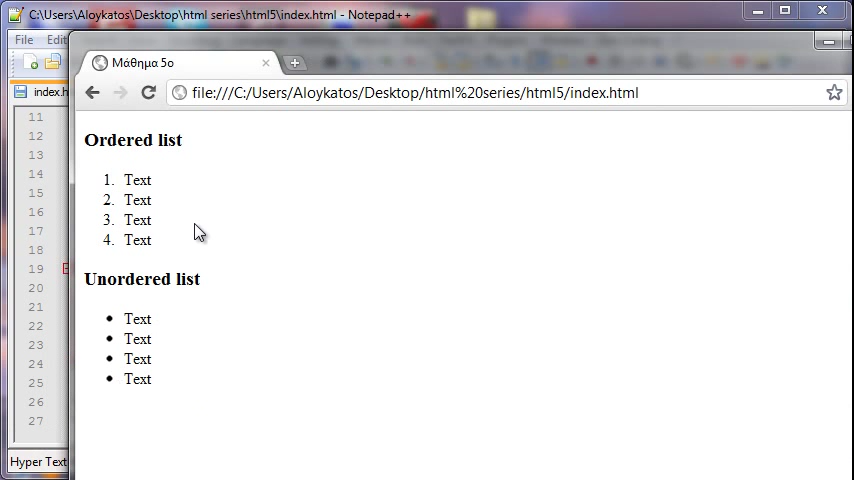 C:\Users\Aloykatos\Desktop\html series\html5\index.html - Notepad++
File Edit
Μάθημα 5ο
index.h
file:///C:/Users/Aloykatos/Desktop/html%20series/html5/index.html
11
12
13
14
15
16
17
18
19
20
21
22
23
24
25
26
27
Ordered list
1. Text
2. Text
3. Text
4. Text
Unordered list
• Text
• Text
• Text
• Text
Hyper Text